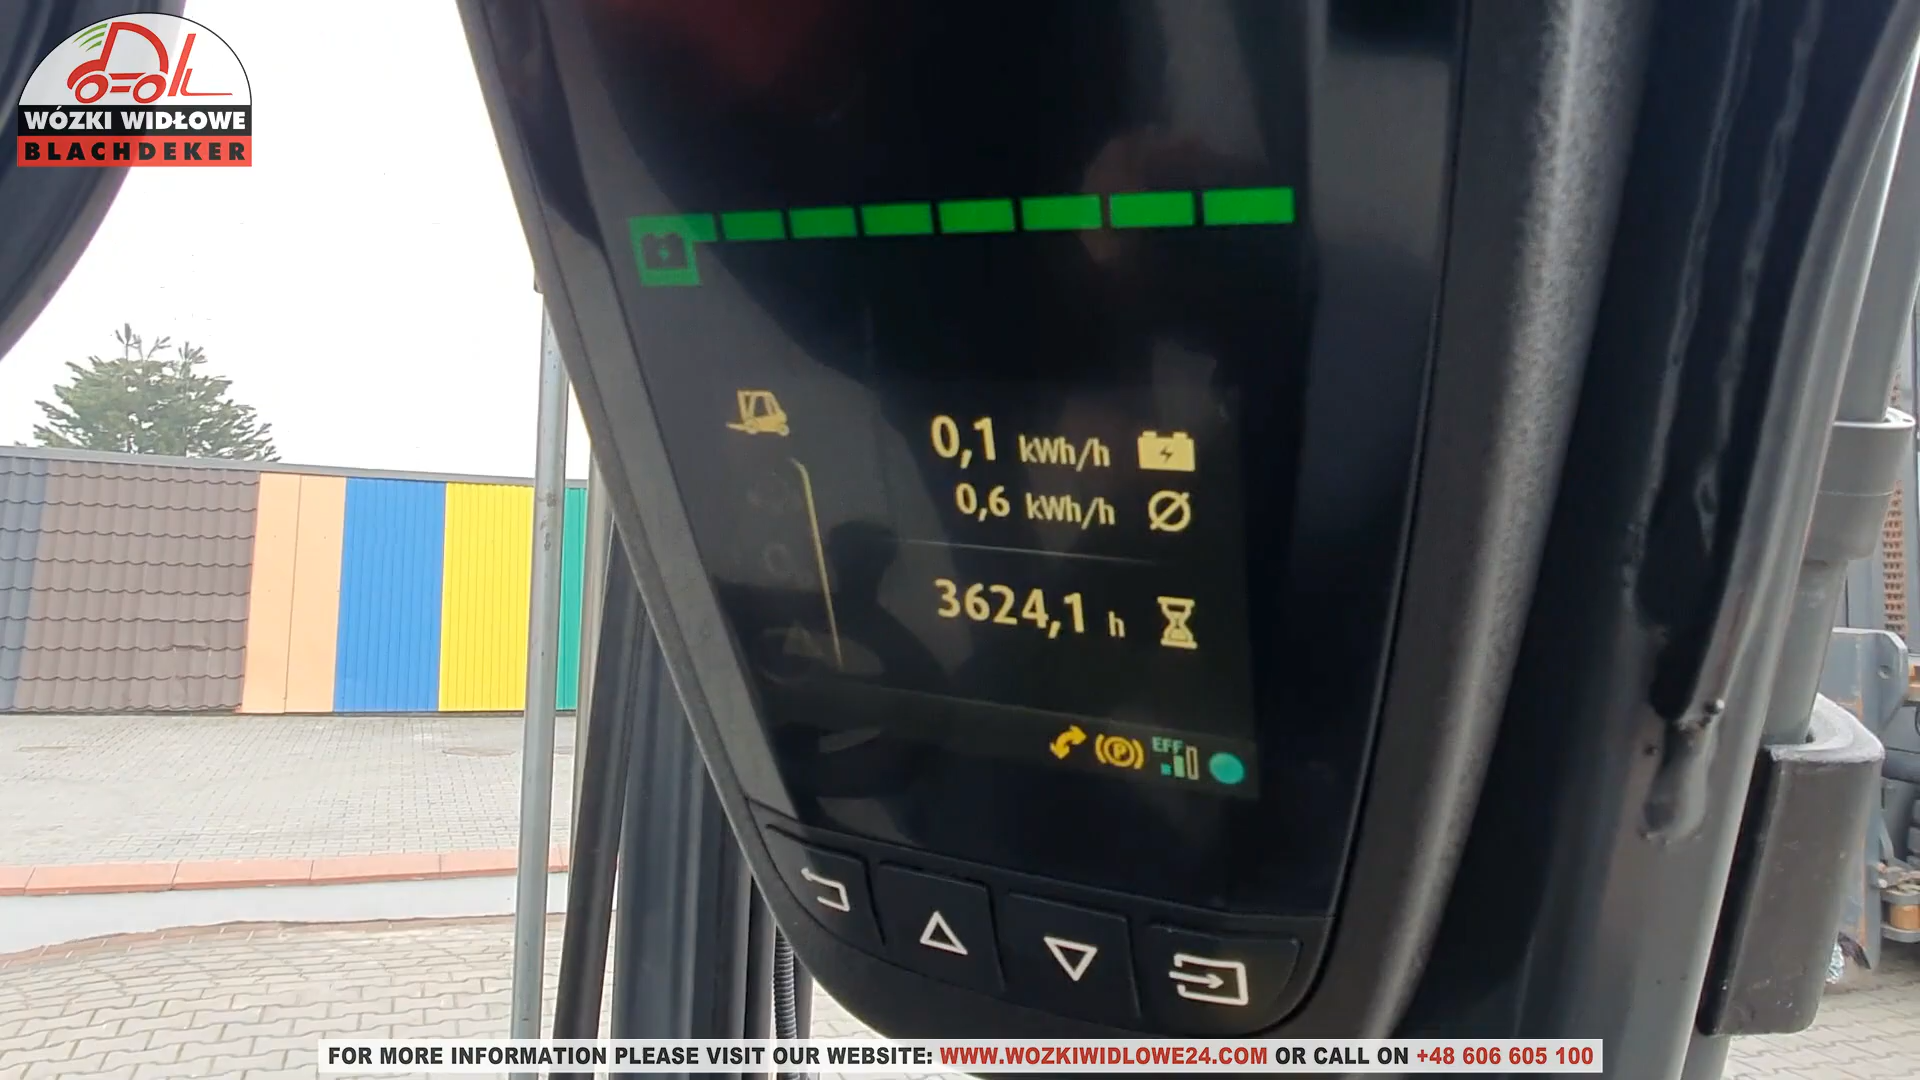 WÓZKI WIDŁOWE
BLACHDEKER
0,1 kWh/h
0,6 kWh/h
3624,1 h
P
EFF
FOR MORE INFORMATION PLEASE VISIT OUR WEBSITE: WWW.WOZKIWIDLOWE24.COM OR CALL ON +48 606 605 100